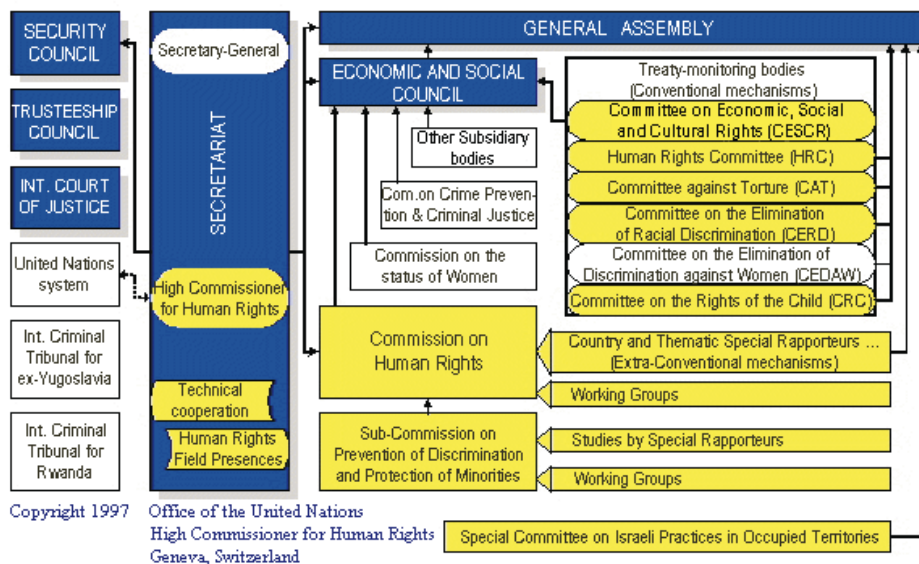 SECURITY
COUNCIL
TRUSTEESHIP
COUNCIL
INT. COURT
OF JUSTICE
United Nations
system
Int. Criminal
Tribunal for
ex-Yugoslavia
Int. Criminal
Tribunal for
Rwanda
Secretary-General
SECRETARIAT
High Commissioner
for Human Rights
Technical
cooperation
Human Rights
Field Presences
GENERAL ASSEMBLY
ECONOMIC AND SOCIAL
COUNCIL
Other Subsidiary
bodies
Com.on Crime Preven-
tion & Criminal Justice
Commission on the
status of Women
Commission on
Human Rights
Sub-Commission on
Prevention of Discrimination
and Protection of Minorities
Treaty-monitoring bodies
(Conventional mechanisms)
Committee on Economic, Social
and Cultural Rights (CESCR)
Human Rights Committee (HRC)
Committee against Torture (CAT)
Committee on the Elimination
of Racial Discrimination (CERD)
Committee on the Elimination of
Discrimination against Women (CEDAW)
Committee on the Rights of the Child (CRC)
Country and Thematic Special Rapporteurs ...
(Extra-Conventional mechanisms)
Working Groups
Studies by Special Rapporteurs
Working Groups
Special Committee on Israeli Practices in Occupied Territories
Copyright 1997 Office of the United Nations
High Commissioner for Human Rights
Geneva, Switzerland